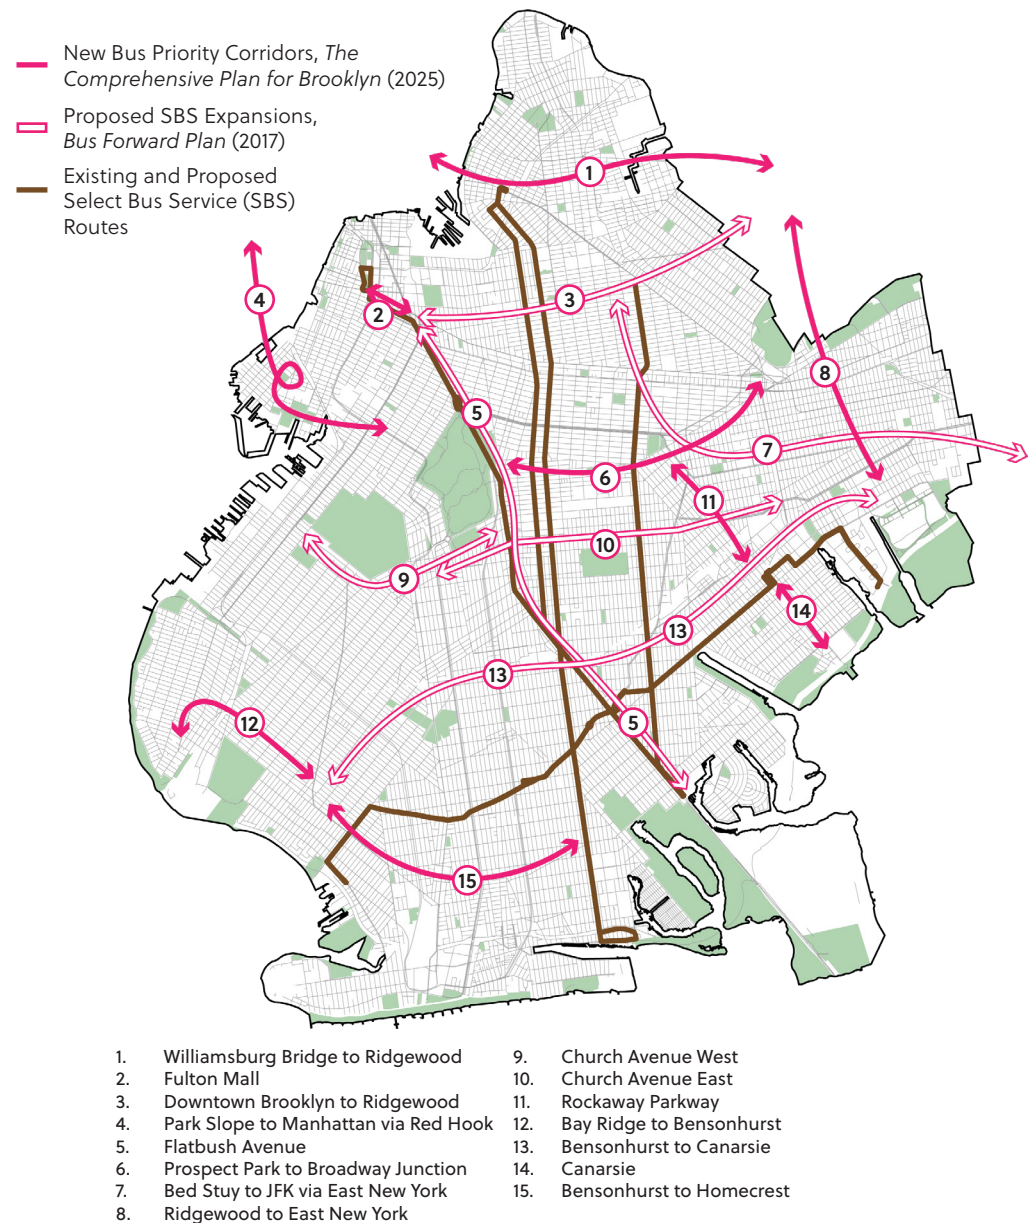 New Bus Priority Corridors, The
Comprehensive Plan for Brooklyn (2025)
Proposed SBS Expansions,
Bus Forward Plan (2017)
Existing and Proposed
Select Bus Service (SBS)
Routes
1
2
3
4
5
6
7
8
9
10
11
12
13
13
14
5
15
1. Williamsburg Bridge to Ridgewood
2. Fulton Mall
3. Downtown Brooklyn to Ridgewood
4. Park Slope to Manhattan via Red Hook
5. Flatbush Avenue
6. Prospect Park to Broadway Junction
7. Bed Stuy to JFK via East New York
8. Ridgewood to East New York
9. Church Avenue West
10. Church Avenue East
11. Rockaway Parkway
12. Bay Ridge to Bensonhurst
13. Bensonhurst to Canarsie
14. Canarsie
15. Bensonhurst to Homecrest